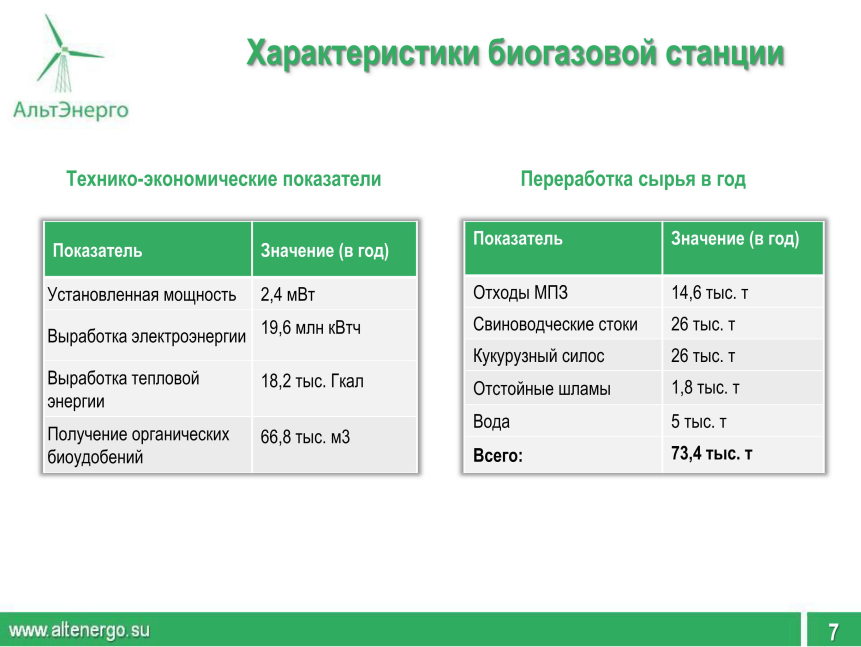 АльтЭнерго
Характеристики биогазовой станции
Технико-экономические показатели
Показатель Значение (в год)
Установленная мощность 2,4 мВт
Выработка электроэнергии 19,6 млн кВтч
Выработка тепловой
энергии
18,2 тыс. Гкал
Получение органических
биоудобений
66,8 тыс. м3
Переработка сырья в год
Показатель Значение (в год)
Отходы МПЗ 14,6 тыс. т
Свиноводческие стоки 26 тыс. т
Кукурузный силос 26 тыс. т
Отстойные шламы 1,8 тыс. т
Вода 5 тыс. т
Всего: 73,4 тыс. т
www.altenergo.su
7